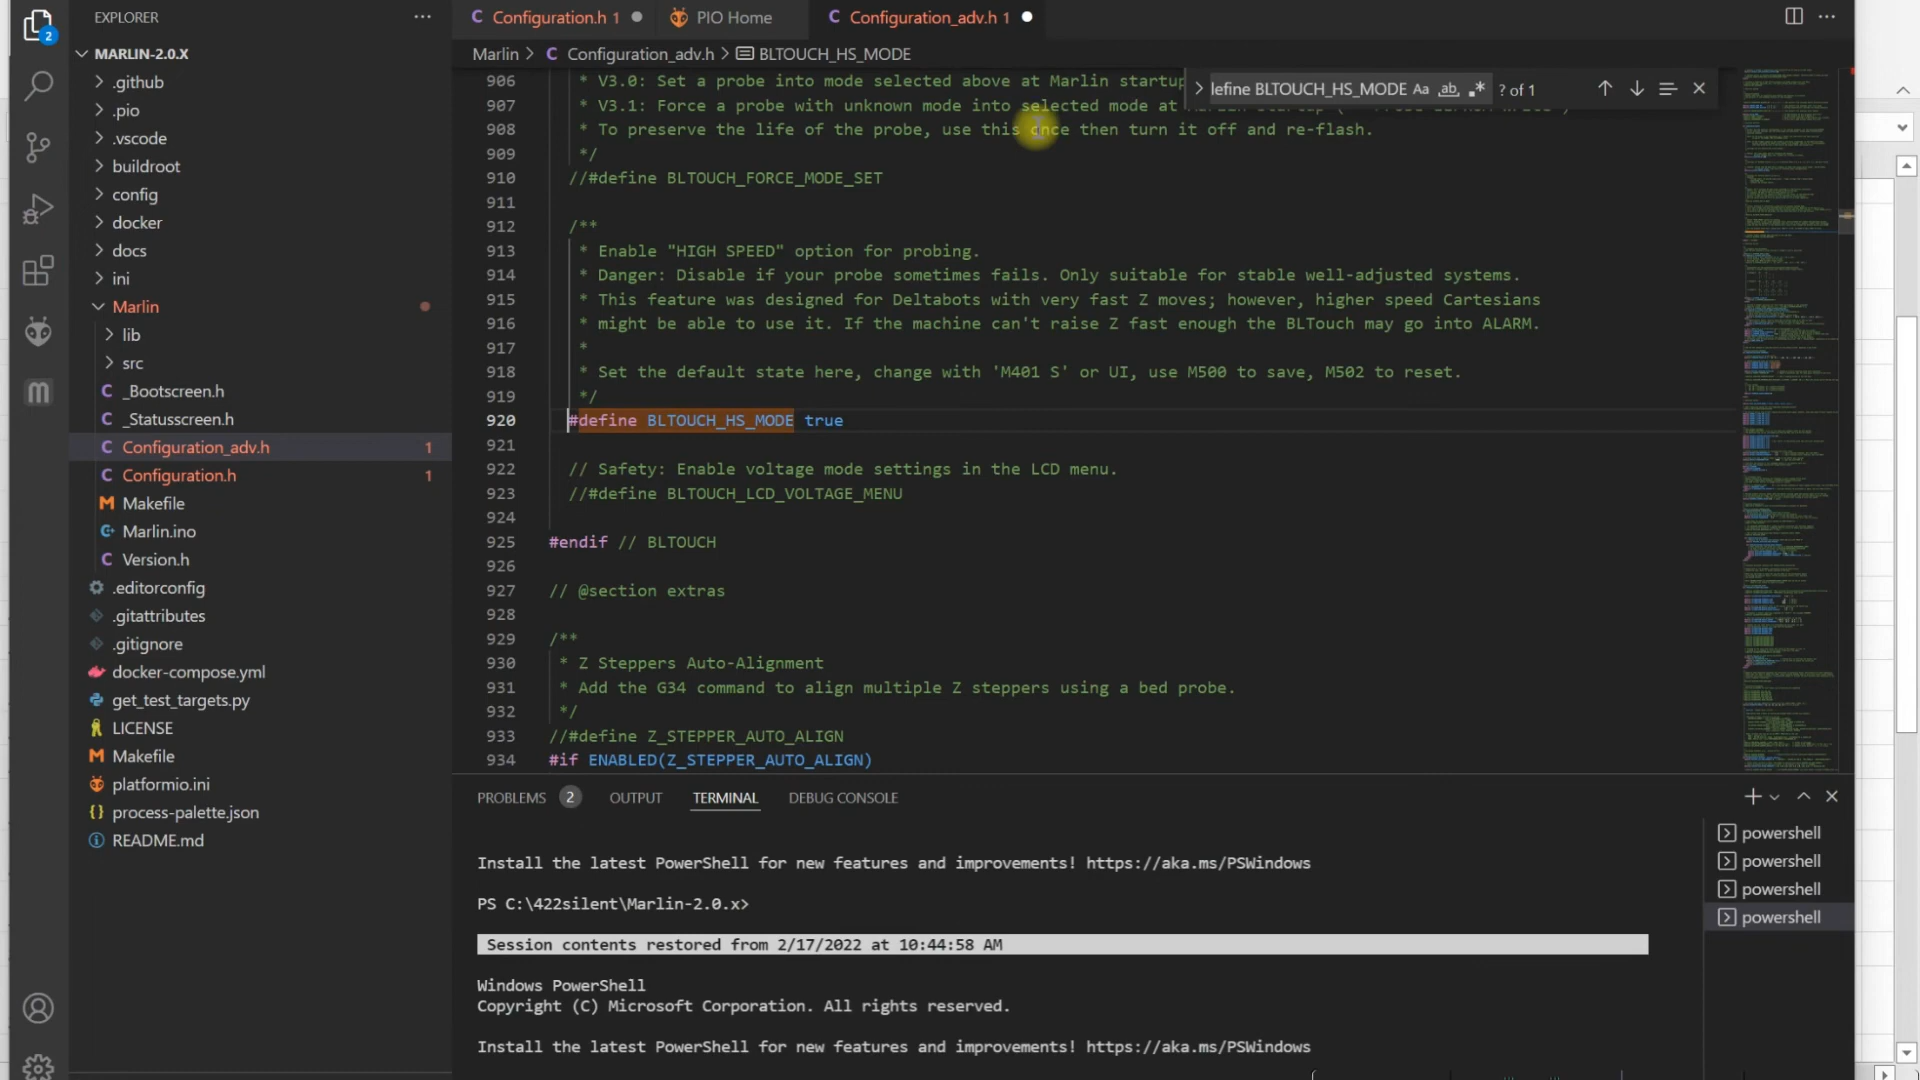 EXPLORER
MARLIN-2.0.X
.github
.pio
.vscode
buildroot
config
docker
docs
ini
Marlin
lib
src
_Bootscreen.h
_Statusscreen.h
Configuration_adv.h 1
Configuration.h 1
Makefile
Marlin.ino
Version.h
.editorconfig
.gitattributes
.gitignore
docker-compose.yml
get_test_targets.py
LICENSE
Makefile
platformio.ini
process-palette.json
README.md
2
Configuration.h 1
PIO Home
Configuration_adv.h 1
Marlin > Configuration_adv.h > BLTOUCH_HS_MODE
define BLTOUCH_HS_MODE Aa ab .* ? of 1
906 * V3.0: Set a probe into mode selected above at Marlin startup
907 * V3.1: Force a probe with unknown mode into selected mode at
908 * To preserve the life of the probe, use this once then turn it off and re-flash.
909 */
910 //#define BLTOUCH_FORCE_MODE_SET
911
912 /**
913 * Enable "HIGH SPEED" option for probing.
914 * Danger: Disable if your probe sometimes fails. Only suitable for stable well-adjusted systems.
915 * This feature was designed for Deltabots with very fast Z moves; however, higher speed Cartesians
916 * might be able to use it. If the machine can't raise Z fast enough the BLTouch may go into ALARM.
917 *
918 * Set the default state here, change with 'M401 S' or UI, use M500 to save, M502 to reset.
919 */
920 #define BLTOUCH_HS_MODE true
921
922 // Safety: Enable voltage mode settings in the LCD menu.
923 //#define BLTOUCH_LCD_VOLTAGE_MENU
924
925 #endif // BLTOUCH
926
927 // @section extras
928
929 /**
930 * Z Steppers Auto-Alignment
931 * Add the G34 command to align multiple Z steppers using a bed probe.
932 */
933 //#define Z_STEPPER_AUTO_ALIGN
934 #if ENABLED(Z_STEPPER_AUTO_ALIGN)
PROBLEMS 2 OUTPUT TERMINAL DEBUG CONSOLE
Install the latest PowerShell for new features and improvements! https://aka.ms/PSWindows
PS C:\422silent\Marlin-2.0.x>
Session contents restored from 2/17/2022 at 10:44:58 AM
Windows PowerShell
Copyright (C) Microsoft Corporation. All rights reserved.
Install the latest PowerShell for new features and improvements! https://aka.ms/PSWindows
powershell
powershell
powershell
powershell